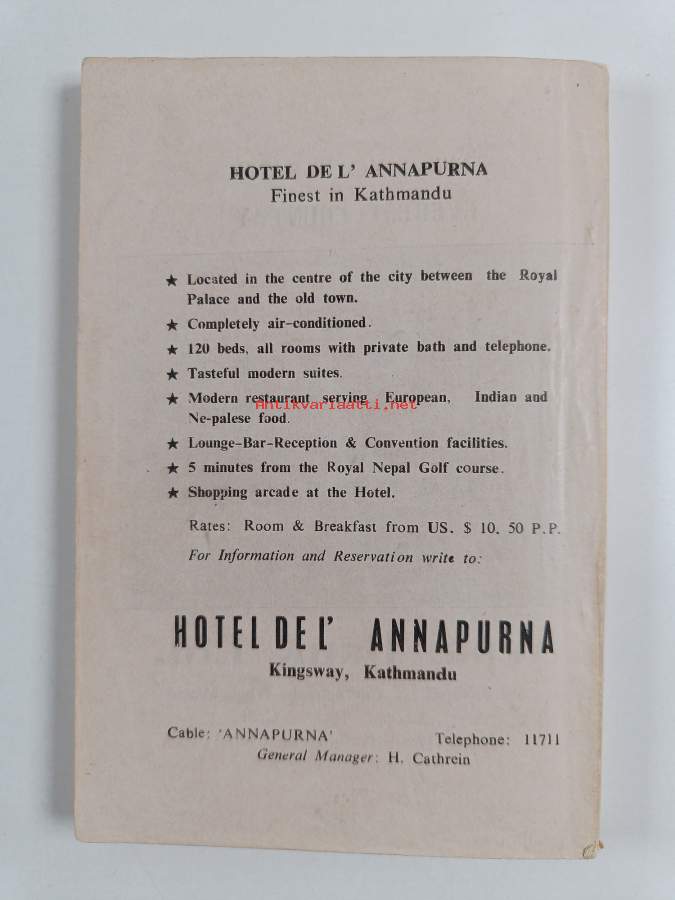 HOTEL DE L' ANNAPURNA
Finest in Kathmandu
★ Located in the centre of the city between the Royal
Palace and the old town.
★ Completely air-conditioned.
★ 120 beds, all rooms with private bath and telephone.
★ Tasteful modern suites.
★ Modern restaurant serving European, Indian and
Antikvariaatti.net
Ne-palese food.
★ Lounge-Bar-Reception & Convention facilities.
★ 5 minutes from the Royal Nepal Golf course.
★ Shopping arcade at the Hotel.
Rates: Room & Breakfast from US. $ 10. 50 P.P.
For Information and Reservation write to:
HOTEL DE L' ANNAPURNA
Kingsway, Kathmandu
Cable: 'ANNAPURNA' Telephone: 11711
General Manager: H. Cathrein